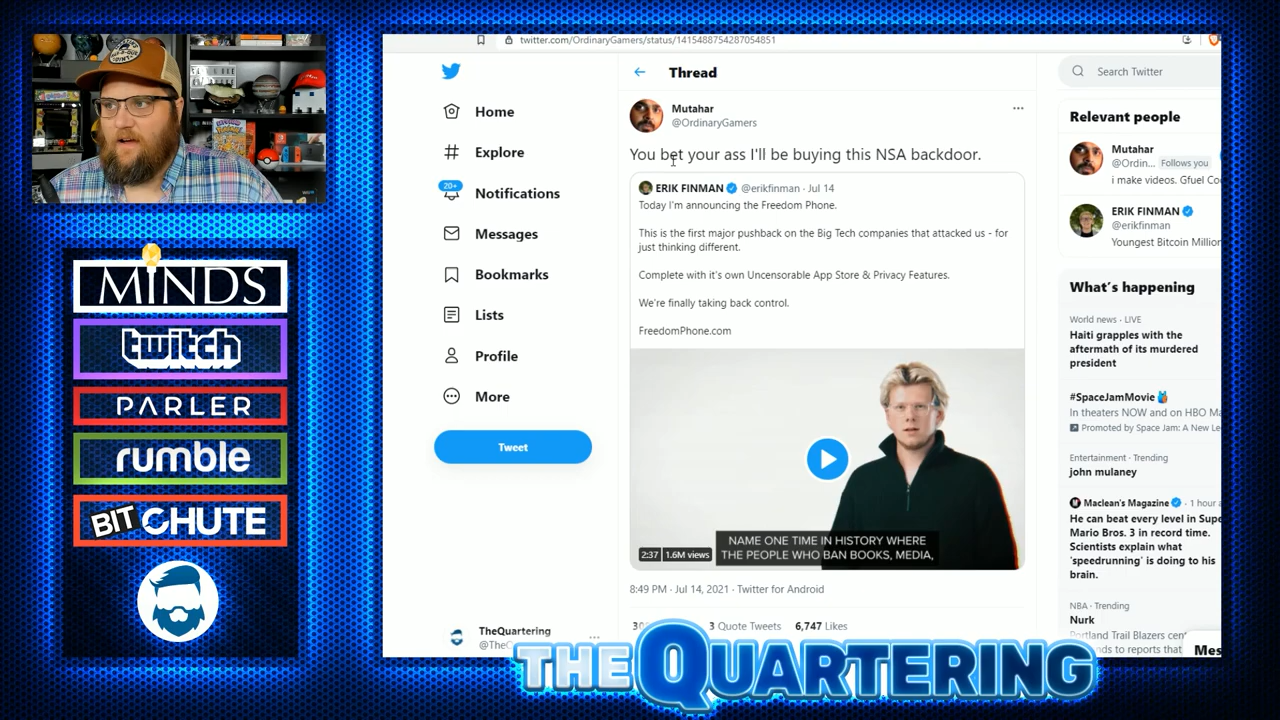 MINDS
twitch
PARLER
rumble
BIT CHUTE
twitter.com/OrdinaryGamers/status/1415488754287054851
Home
Explore
20+
Notifications
Messages
Bookmarks
Lists
Profile
More
Tweet
TheQuartering
Thread
Mutahar
@OrdinaryGamers
You bet your ass I'll be buying this NSA backdoor.
ERIK FINMAN @erikfinman · Jul 14
Today I'm announcing the Freedom Phone.
This is the first major pushback on the Big Tech companies that attacked us - for
just thinking different.
Complete with it's own Uncensorable App Store & Privacy Features.
We're finally taking back control.
FreedomPhone.com
NAME ONE TIME IN HISTORY WHERE
THE PEOPLE WHO BAN BOOKS, MEDIA,
2:37 1.6M views
8:49 PM · Jul 14, 2021 · Twitter for Android
3 Quote Tweets 6,747 Likes
Search Twitter
Relevant people
Mutahar
@Ordin... Follows you
i make videos. Gfuel
ERIK FINMAN
@erikfinman
Youngest Bitcoin
What's happening
World news · LIVE
Haiti grapples with the
aftermath of its murdered
president
#SpaceJamMovie
In theaters NOW and on HBO
Promoted by Space Jam: A New
Entertainment · Trending
john mulaney
Maclean's Magazine · 1 hour
He can beat every level in
Mario Bros. 3 in record time.
Scientists explain what
'speedrunning' is doing to his
brain.
NBA · Trending
Nurk
Portland Trail Blazers
to reports that
THE QUARTERING